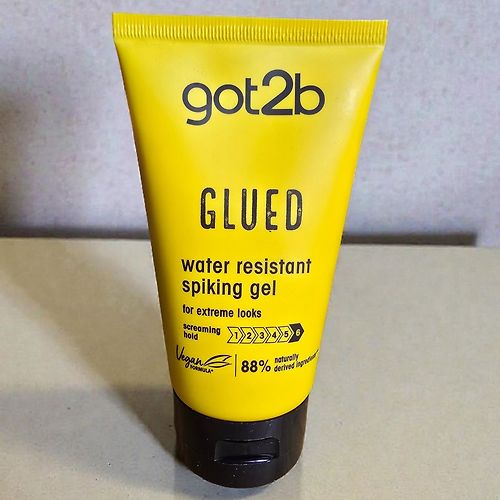 got2b
GLUED
water resistant
spiking gel
for extreme looks
screaming
hold
1 2 3 4 5 6
Vegan
FORMULA*
88%
naturally
derived ingredients